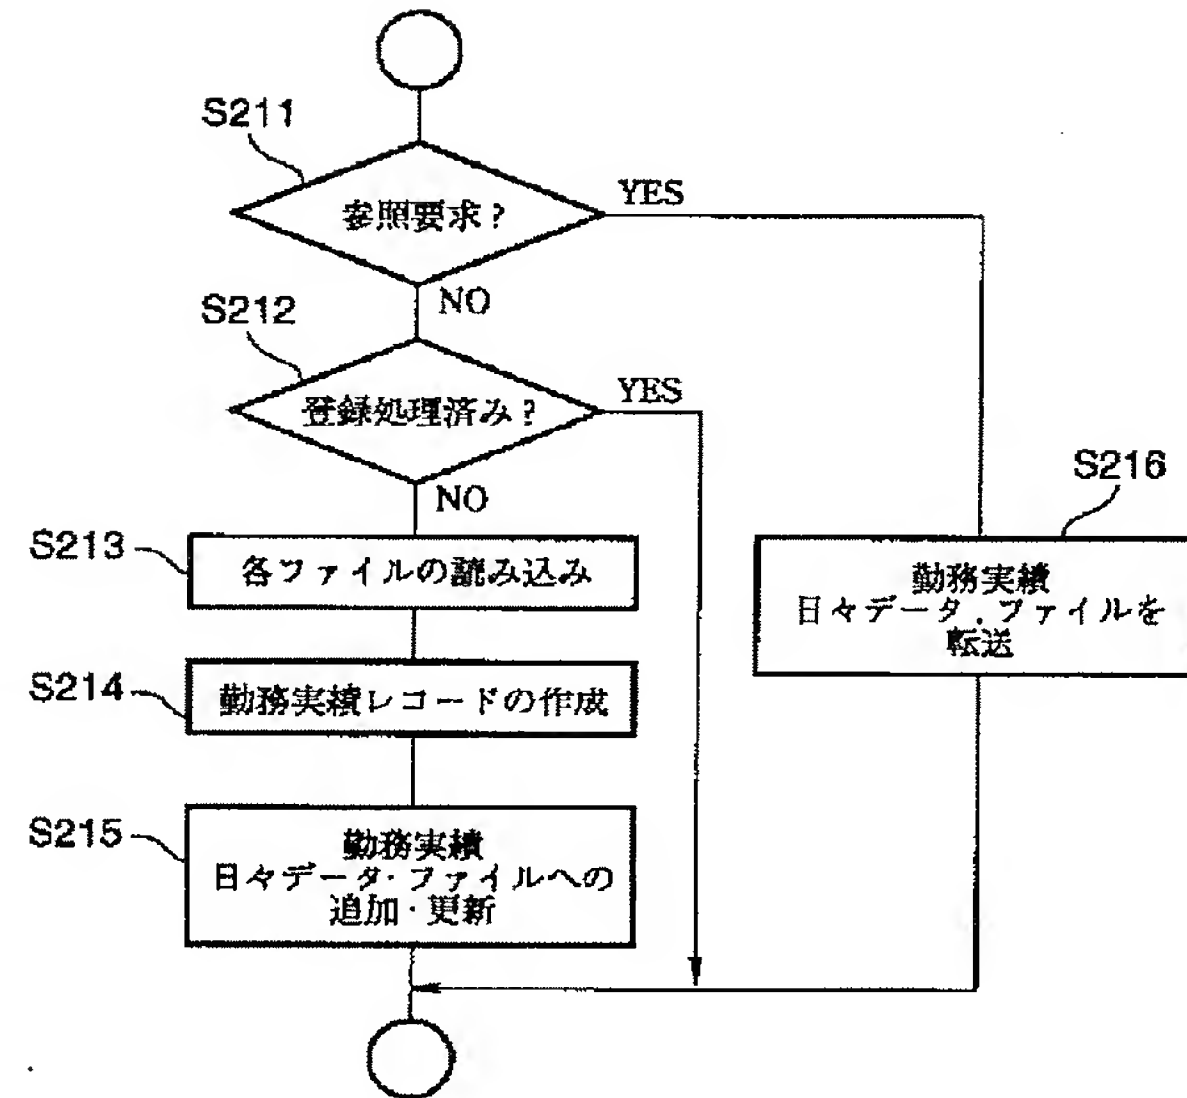 S211
参照要求?
YES
NO
S212
登録処理済み?
YES
NO
S213
各ファイルの読み込み
S214
勤務実績レコードの作成
S215
勤務実績
日々データ・ファイルへの
追加・更新
S216
勤務実績
日々データ.ファイルを
転送